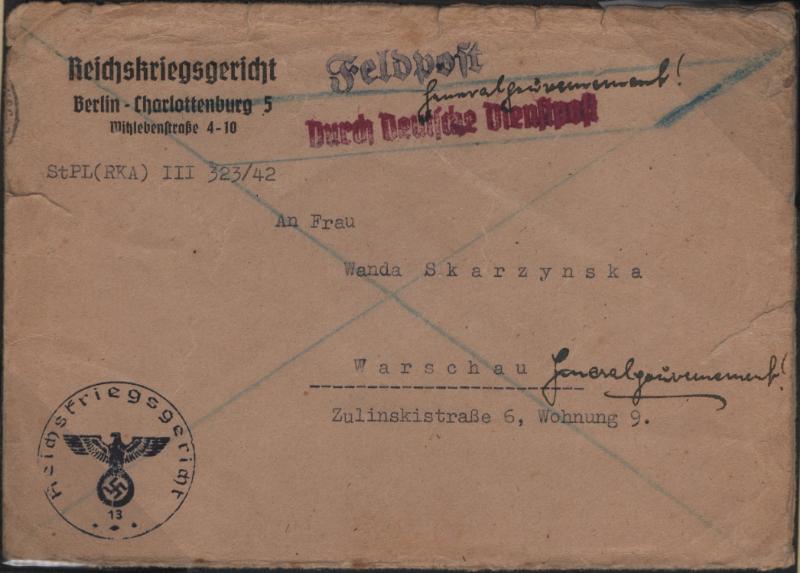 Reichskriegsgericht
Berlin-Charlottenburg 5
Witzlebenstraße 4-10
StPL(RKA) III 323/42
Feldpost
Generalgouvernement!
Durch Deutsche Dienstpost
An Frau
Wanda Skarzynska
Warschau Generalgouvernement!
Zulinskistraße 6, Wohnung 9.
Reichskriegsgericht
13